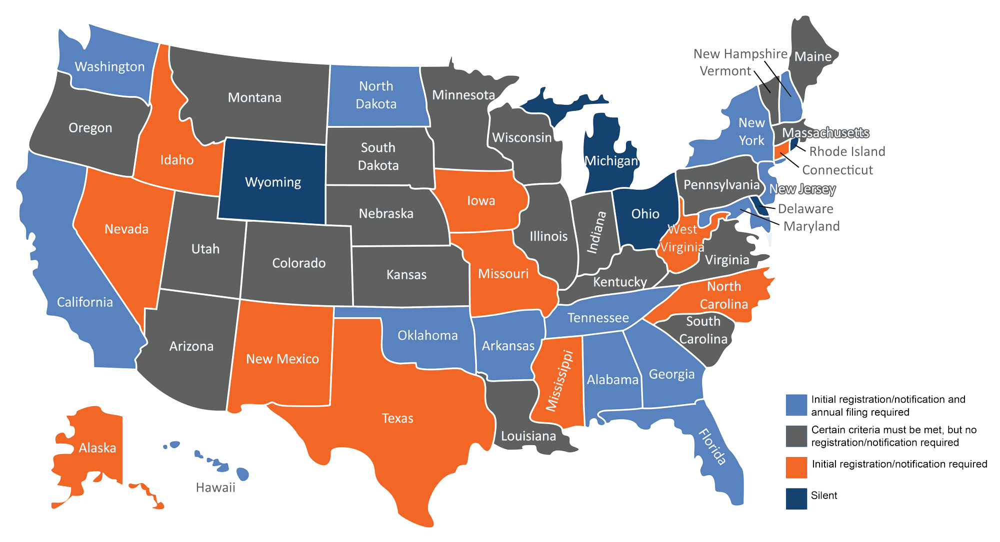 Washington
Oregon
California
Nevada
Idaho
Montana
Wyoming
Utah
Colorado
Arizona
New Mexico
North
Dakota
South
Dakota
Nebraska
Kansas
Oklahoma
Texas
Minnesota
Iowa
Missouri
Arkansas
Louisiana
Wisconsin
Illinois
Michigan
Indiana
Ohio
Kentucky
Tennessee
Mississippi
Alabama
Georgia
Florida
South
Carolina
North
Carolina
Virginia
West
Virginia
Pennsylvania
New
York
New Hampshire
Vermont
Maine
Massachusetts
Rhode Island
Connecticut
New Jersey
Delaware
Maryland
Alaska
Hawaii
Initial registration/notification and
annual filing required
Certain criteria must be met, but no
registration/notification required
Initial registration/notification required
Silent